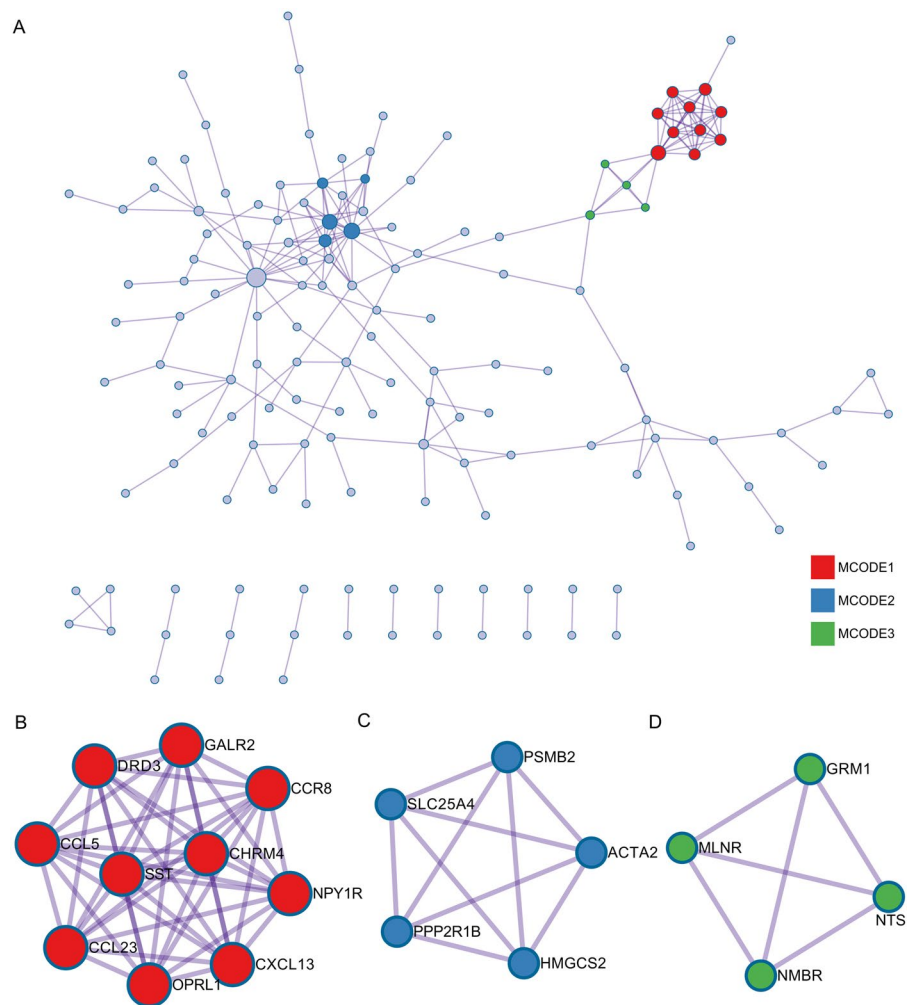 A
MCODE1
MCODE2
MCODE3
B
C
D
GALR2
DRD3
CCR8
CCL5
CHRM4
SST
NPY1R
CCL23
CXCL13
OPRL1
PSMB2
SLC25A4
ACTA2
PPP2R1B
HMGCS2
GRM1
MLNR
NTS
NMBR